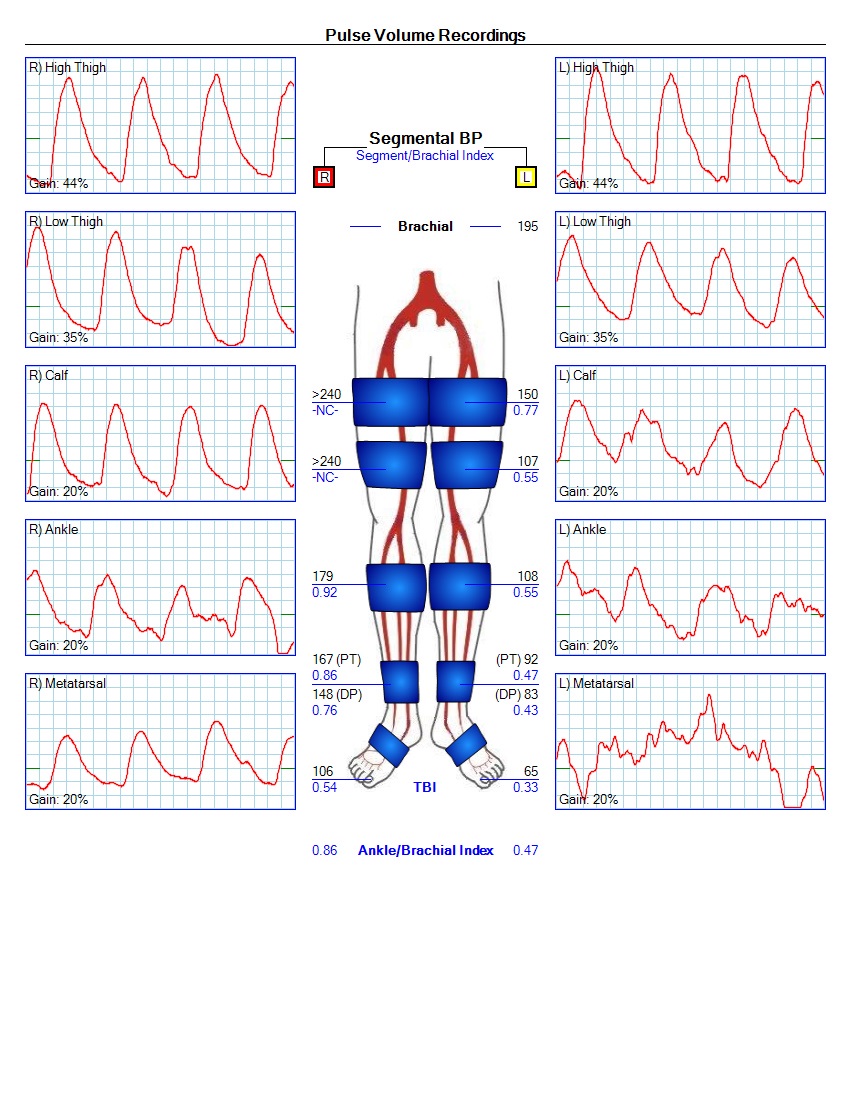 Pulse Volume Recordings
R) High Thigh
Gain: 44%
R) Low Thigh
Gain: 35%
R) Calf
Gain: 20%
R) Ankle
Gain: 20%
R) Metatarsal
Gain: 20%
Segmental BP
Segment/Brachial Index
R
L
Brachial
195
>240
-NC-
150
0.77
>240
-NC-
107
0.55
179
0.92
108
0.55
167 (PT)
0.86
148 (DP)
0.76
(PT) 92
0.47
(DP) 83
0.43
106
0.54
TBI
65
0.33
0.86 Ankle/Brachial Index 0.47
L) High Thigh
Gain: 44%
L) Low Thigh
Gain: 35%
L) Calf
Gain: 20%
L) Ankle
Gain: 20%
L) Metatarsal
Gain: 20%